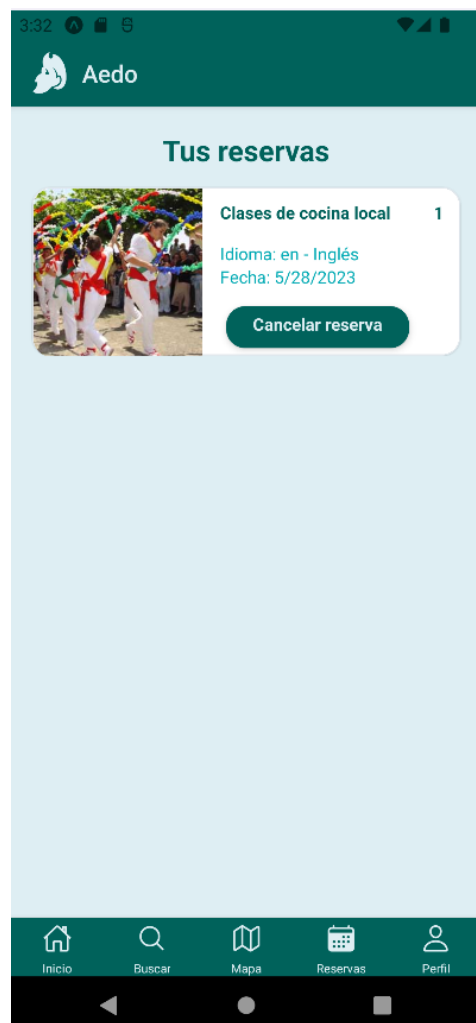 3:32
Aedo
Tus reservas
Clases de cocina local 1
Idioma: en - Inglés
Fecha: 5/28/2023
Cancelar reserva
Inicio Buscar Mapa Reservas Perfil